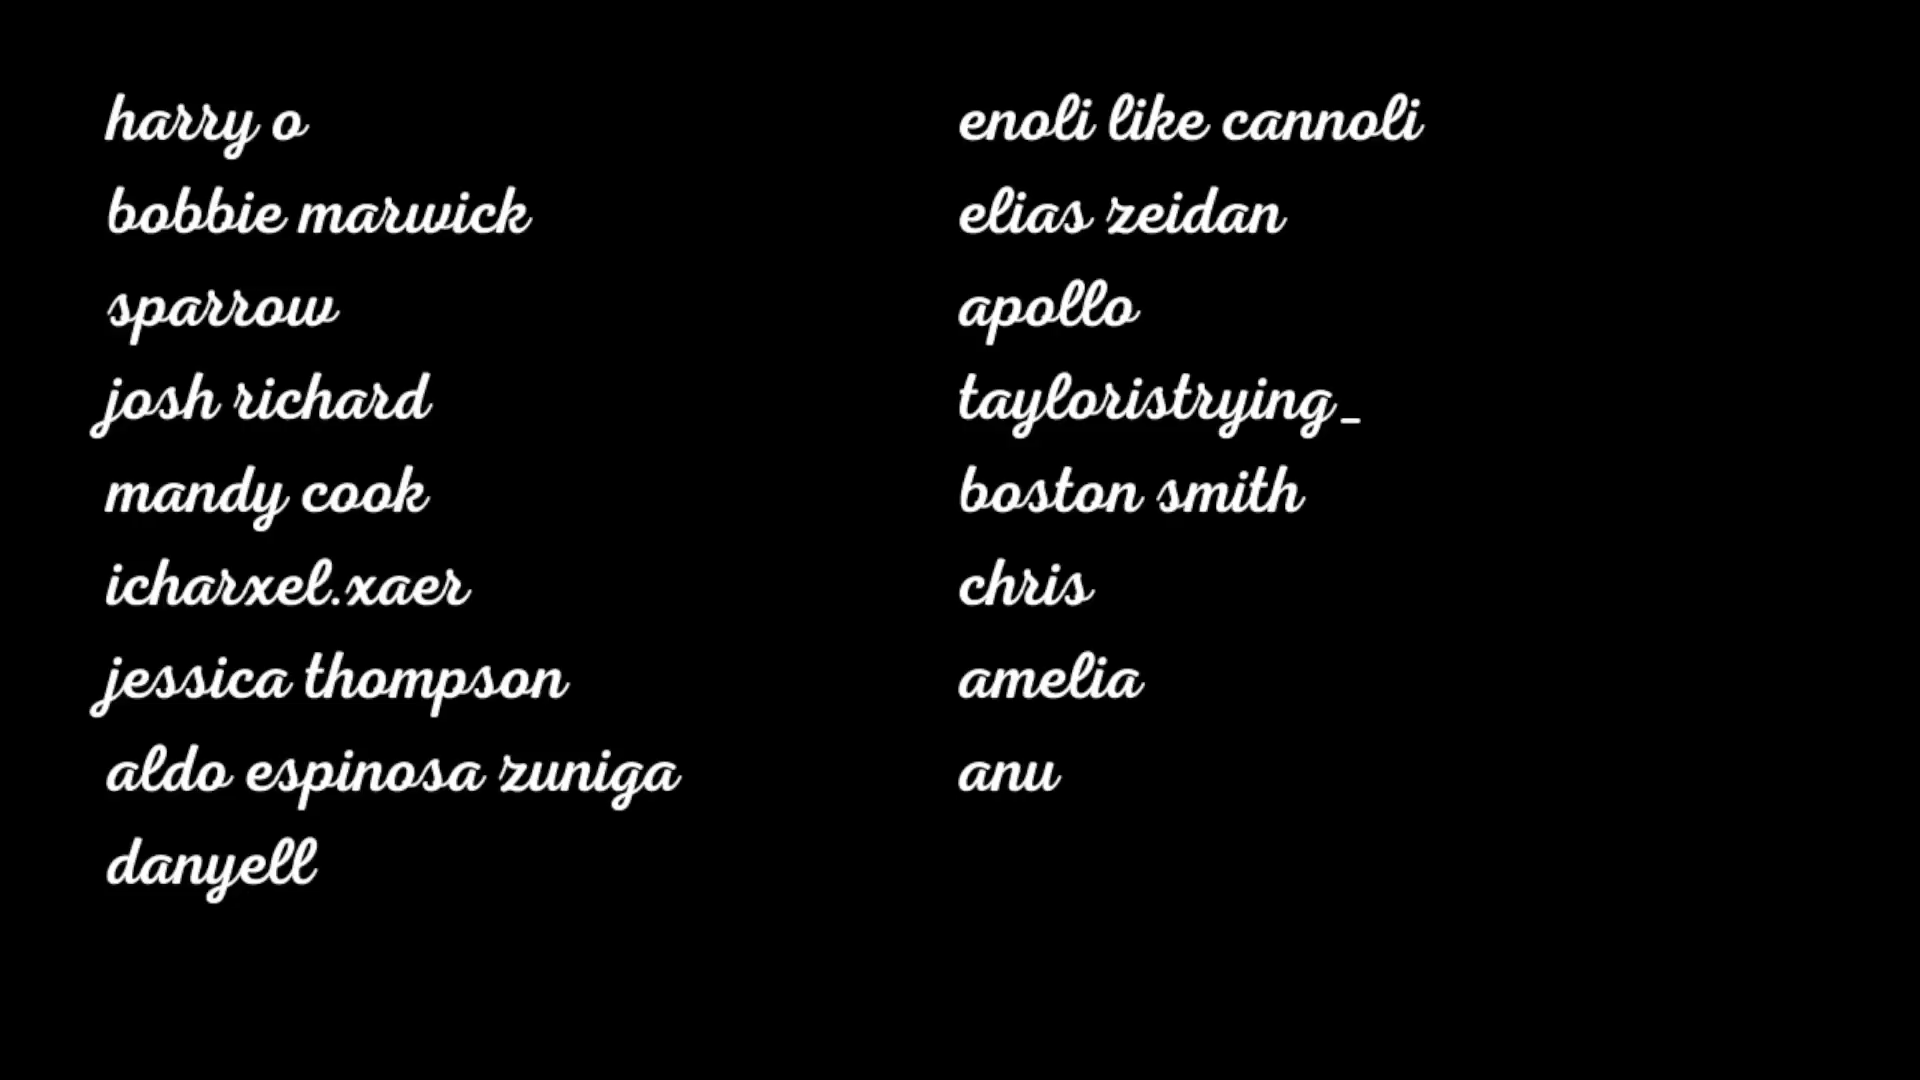 harry o
bobbie marwick
sparrow
josh richard
mandy cook
icharxel.xaer
jessica thompson
aldo espinosa zuniga
danyell
enoli like cannoli
elias zeidan
apollo
tayloristrying_
boston smith
chris
amelia
anu